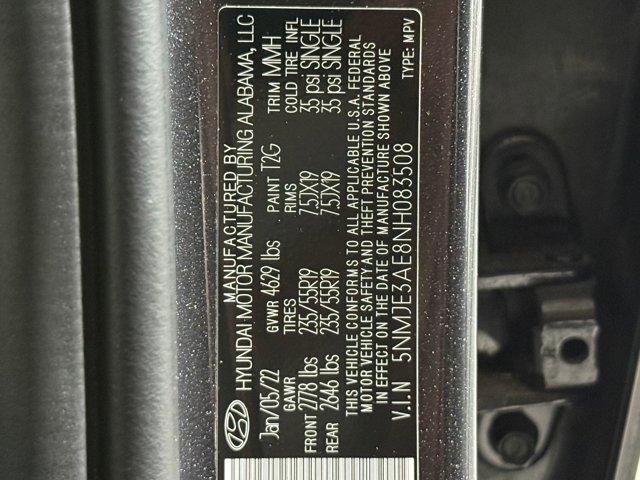 MANUFACTURED BY
HYUNDAI MOTOR MANUFACTURING ALABAMA, LLC
Jan/05/22 GVWR 4629 lbs PAINT T2G TRIM MMH
GAWR TIRES RIMS COLD TIRE INFL
FRONT 2778 lbs 235/55R19 7.5JX19 35 psi SINGLE
REAR 2646 lbs 235/55R19 7.5JX19 35 psi SINGLE
THIS VEHICLE CONFORMS TO ALL APPLICABLE U.S.A. FEDERAL
MOTOR VEHICLE SAFETY AND THEFT PREVENTION STANDARDS
IN EFFECT ON THE DATE OF MANUFACTURE SHOWN ABOVE
V.I.N 5NMJE3AE8NH083508 TYPE: MPV